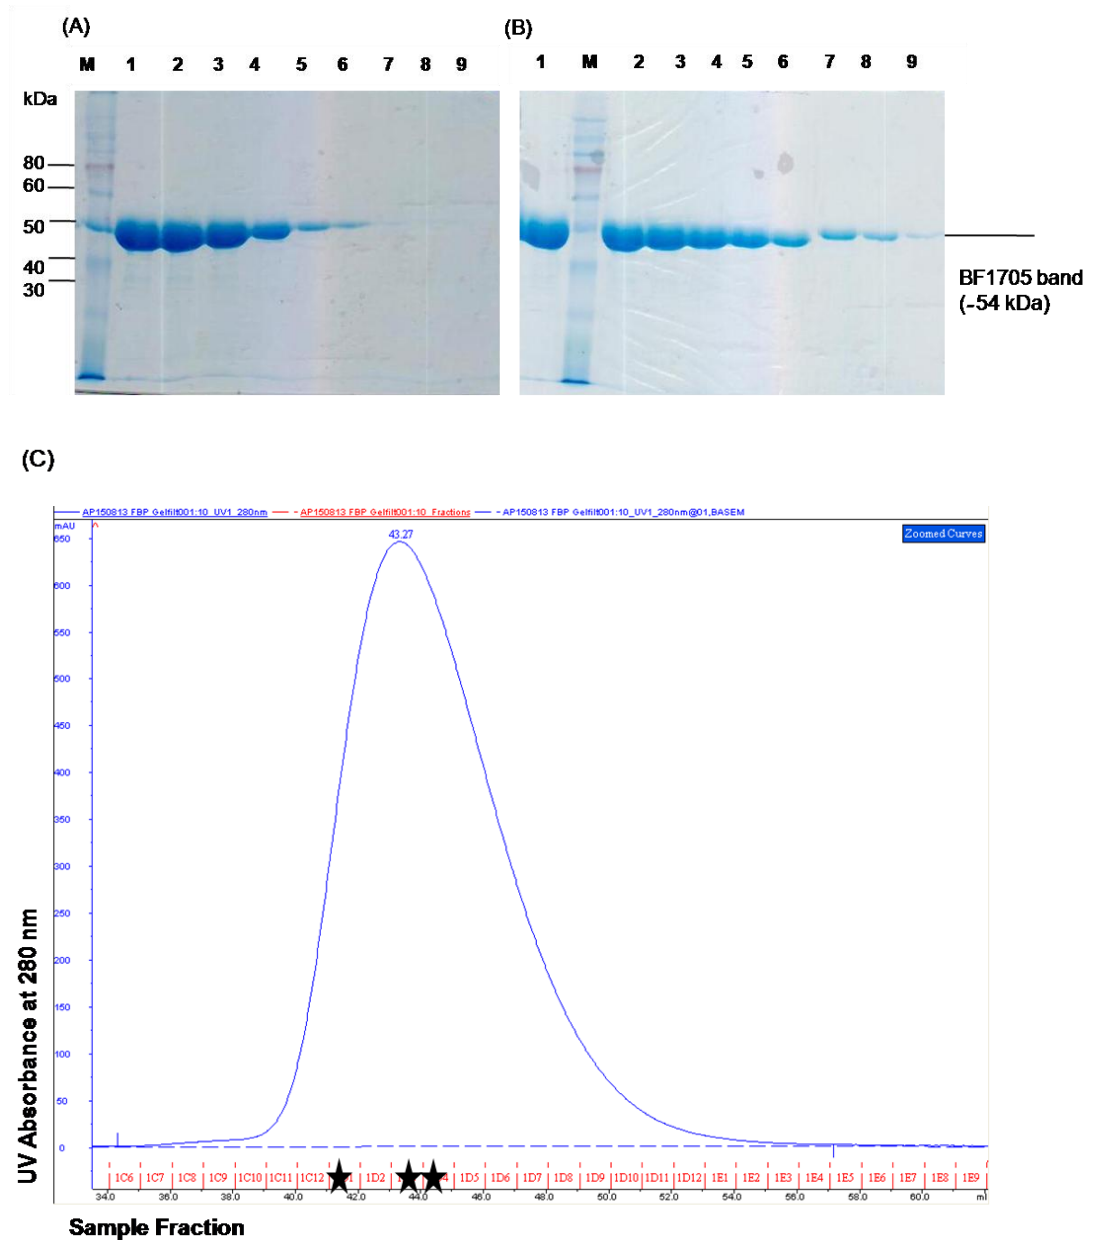 (A)
M 1 2 3 4 5 6 7 8 9
kDa
80
60
50
40
30
(B)
1 M 2 3 4 5 6 7 8 9
BF1705 band
(~54 kDa)
(C)
AP150813 FBP Gelfilt001:10_UV1_280nm AP150813 FBP Gelfilt001:10_Fractions AP150813 FBP Gelfilt001:10_UV1_280nm@01,BASEM
mAU
Zoomed Curves
43.27
650
600
550
500
450
400
350
300
250
200
150
100
50
0
UV Absorbance at 280 nm
1C6 1C7 1C8 1C9 1C10 1C11 1C12 1D2 1D5 1D6 1D7 1D8 1D9 1D10 1D11 1D12 1E1 1E2 1E3 1E4 1E5 1E6 1E7 1E8 1E9
34.0 38.0 40.0 42.0 44.0 46.0 48.0 50.0 52.0 54.0 56.0 58.0 60.0 ml
Sample Fraction